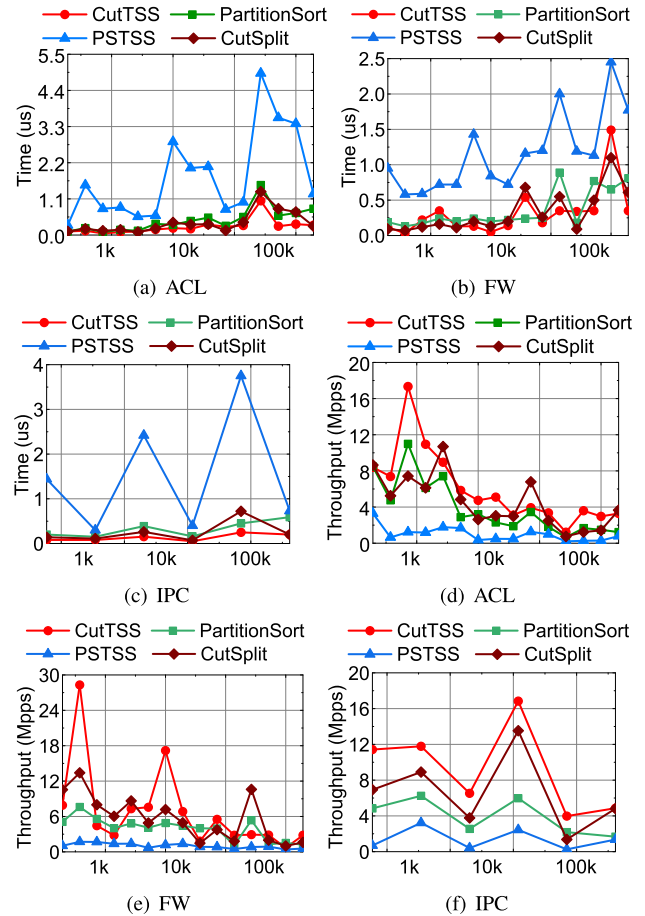 CutTSS PartitionSort
PSTSS CutSplit
CutTSS PartitionSort
PSTSS CutSplit
5.5
4.4
3.3
2.2
1.1
0.0
Time (us)
1k 10k 100k
(a) ACL
2.5
2.0
1.5
1.0
0.5
0.0
Time (us)
1k 10k 100k
(b) FW
CutTSS PartitionSort
PSTSS CutSplit
CutTSS PartitionSort
PSTSS CutSplit
4
3
2
1
0
Time (us)
1k 10k 100k
(c) IPC
20
16
12
8
4
0
Throughput (Mpps)
1k 10k 100k
(d) ACL
CutTSS PartitionSort
PSTSS CutSplit
CutTSS PartitionSort
PSTSS CutSplit
30
24
18
12
6
0
Throughput (Mpps)
1k 10k 100k
(e) FW
20
16
12
8
4
0
Throughput (Mpps)
1k 10k 100k
(f) IPC